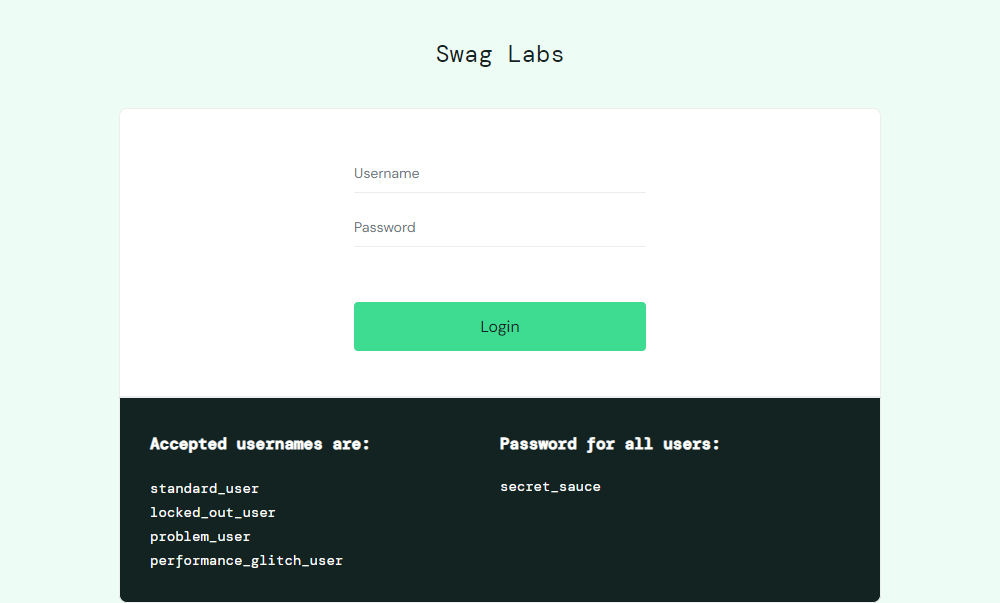 Swag Labs
Username
Password
Login
Accepted usernames are:
standard_user
locked_out_user
problem_user
performance_glitch_user
Password for all users:
secret_sauce